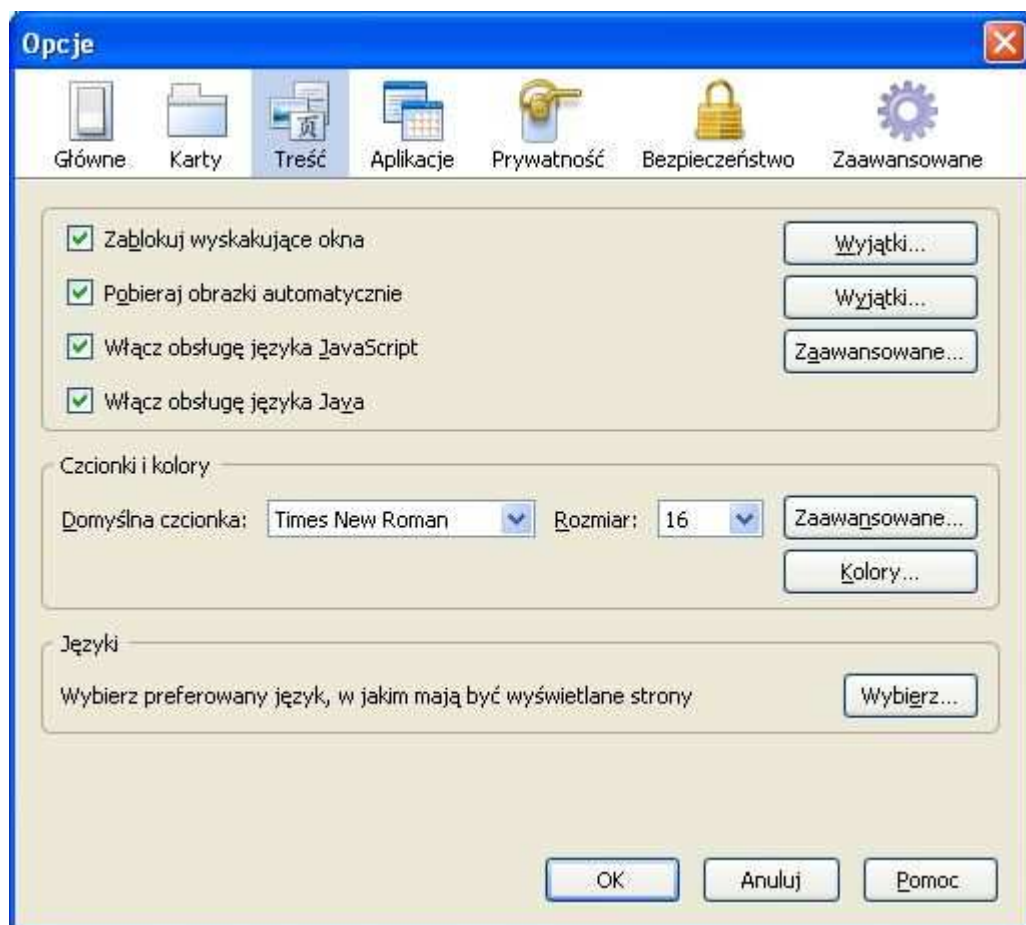 Opcje
Główne Karty Treść Aplikacje Prywatność Bezpieczeństwo Zaawansowane
页
Zablokuj wyskakujące okna Wyjątki...
Pobieraj obrazki automatycznie Wyjątki...
Włącz obsługę języka JavaScript Zaawansowane...
Włącz obsługę języka Java
Czcionki i kolory
Domyślna czcionka: Times New Roman Rozmiar: 16 Zaawansowane...
Kolory...
Języki
Wybierz preferowany język, w jakim mają być wyświetlane strony Wybierz...
OK Anuluj Pomoc